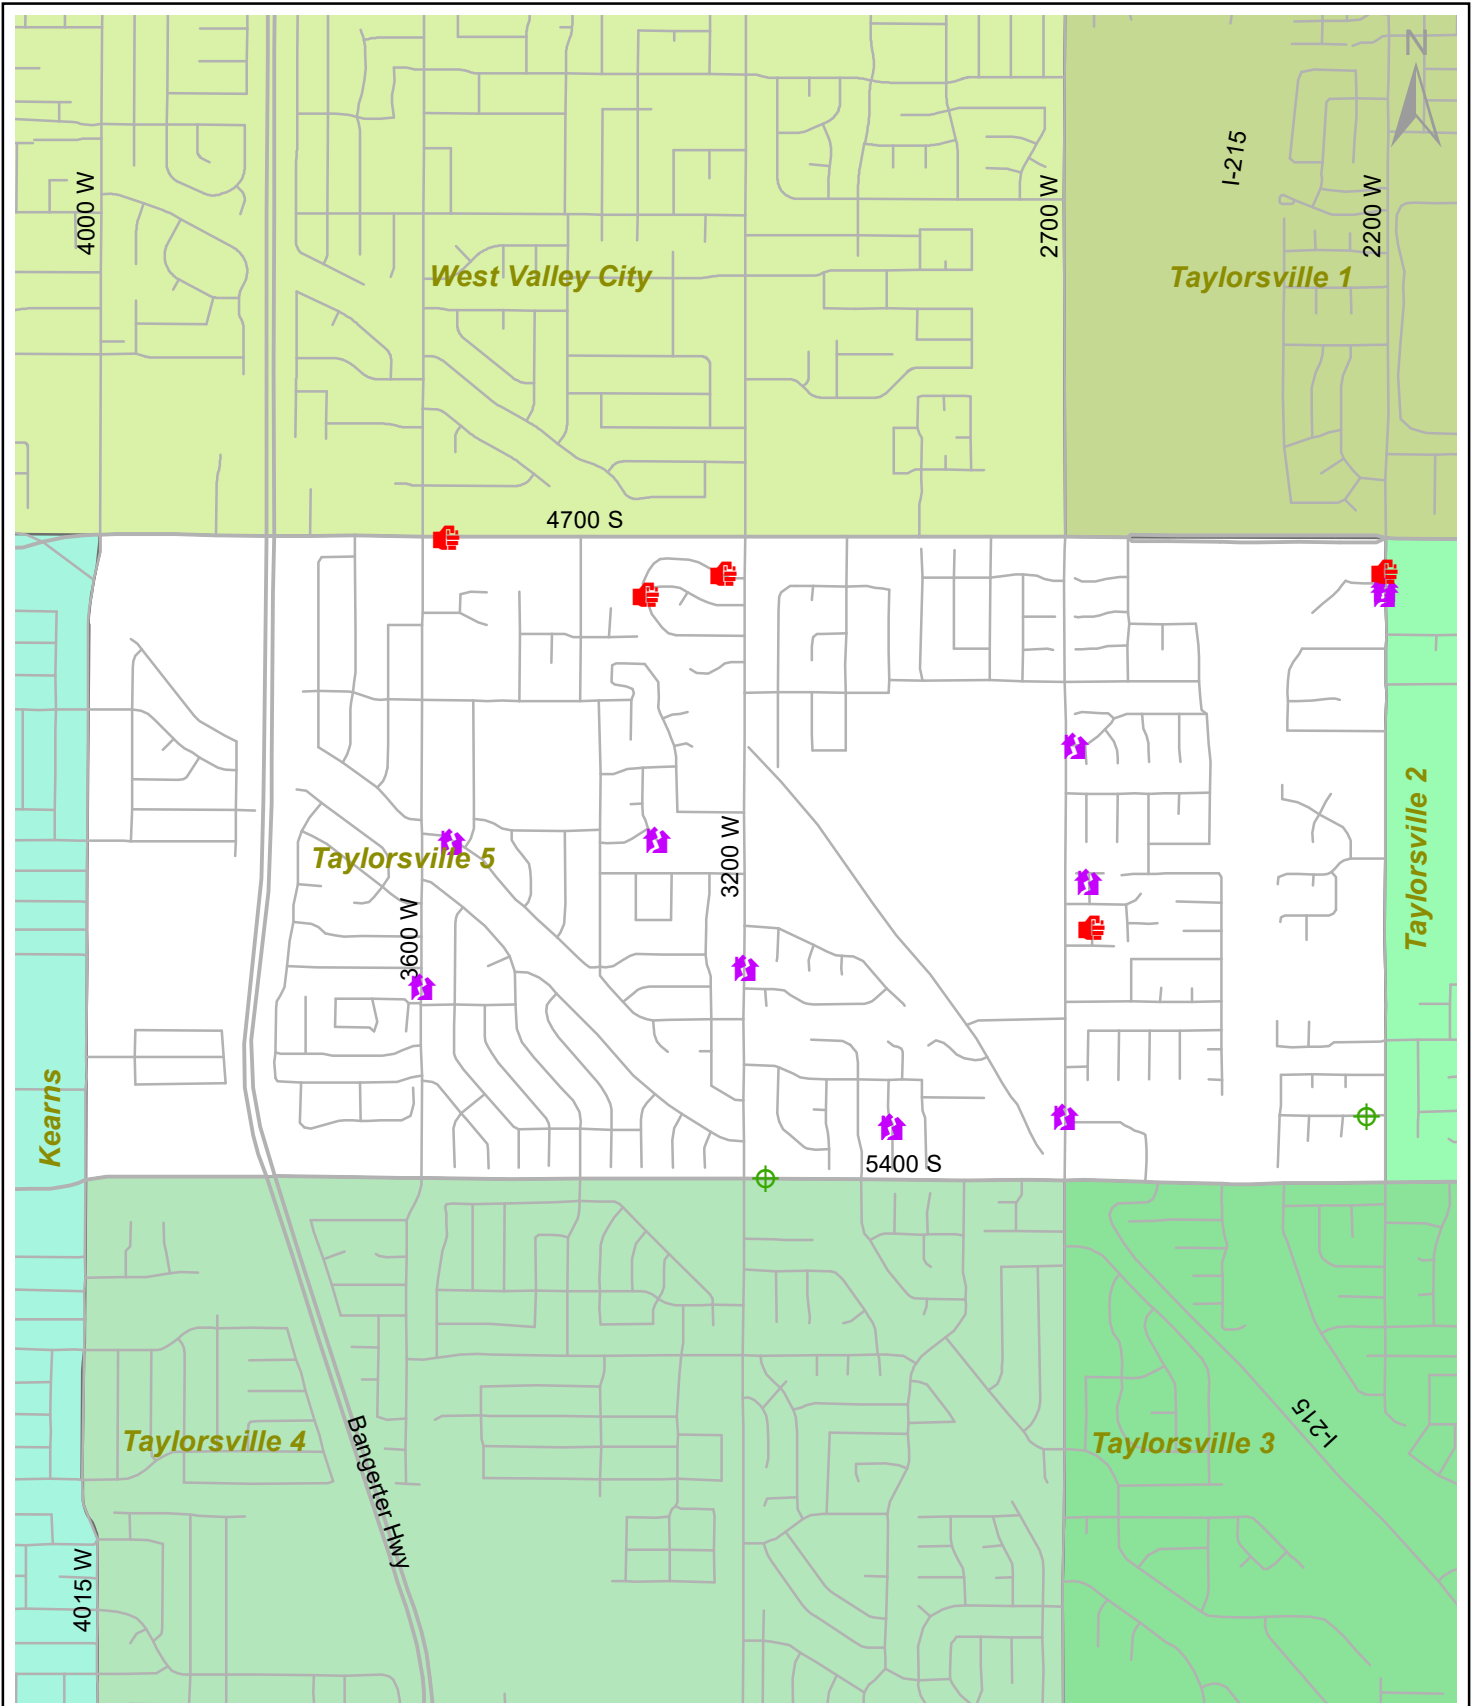 N
I-215
4000 W
2700 W
2200 W
West Valley City
Taylorsville 1
4700 S
Taylorsville 2
3200 W
Taylorsville 5
3600 W
Kearns
5400 S
I-215
Taylorsville 4
Taylorsville 3
Bangerter Hwy
4015 W